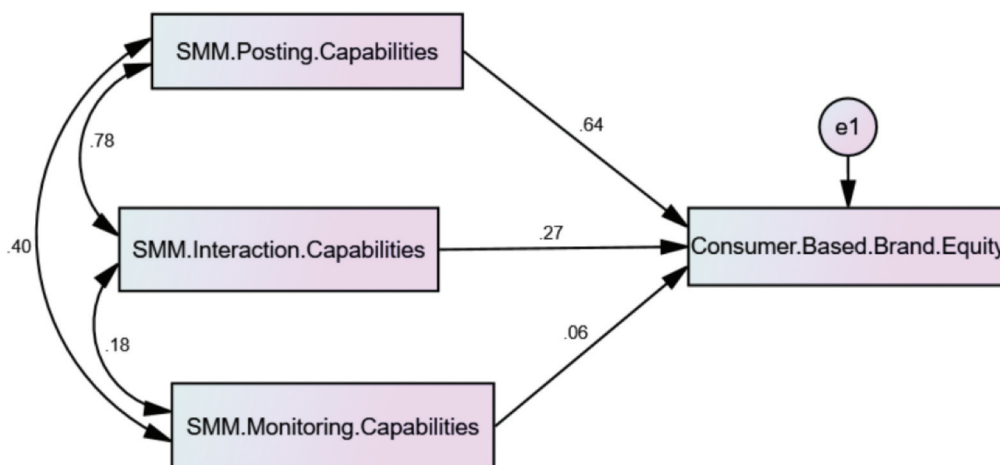 SMM.Posting.Capabilities
.64
e1
.78
.40
SMM.Interaction.Capabilities
.27
Consumer.Based.Brand.Equity
.18
.06
SMM.Monitoring.Capabilities